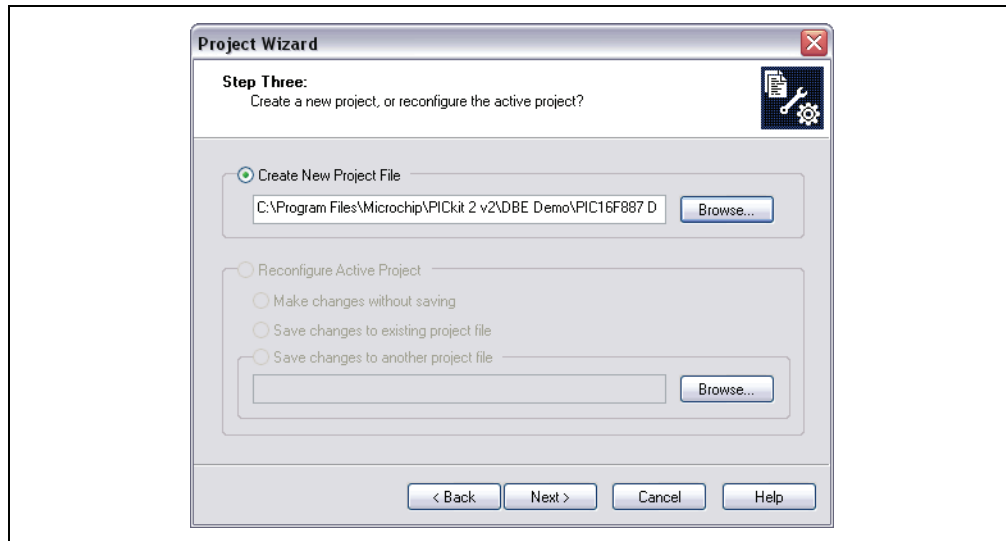 Project Wizard
Step Three:
Create a new project, or reconfigure the active project?
Create New Project File
C:\Program Files\Microchip\PICkit 2 v2\DBE Demo\PIC16F887 D
Browse...
Reconfigure Active Project
Make changes without saving
Save changes to existing project file
Save changes to another project file
Browse...
< Back Next > Cancel Help